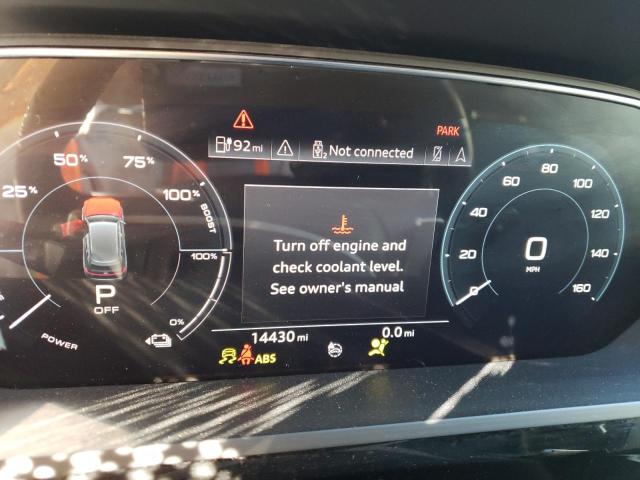 PARK
92 mi
2 Not connected
25%
50%
75%
100%
BOOST
100%
0%
POWER
P
OFF
Turn off engine and
check coolant level.
See owner's manual
0
20
40
60
80
100
120
140
160
0
MPH
14430 mi
0.0 mi
ABS